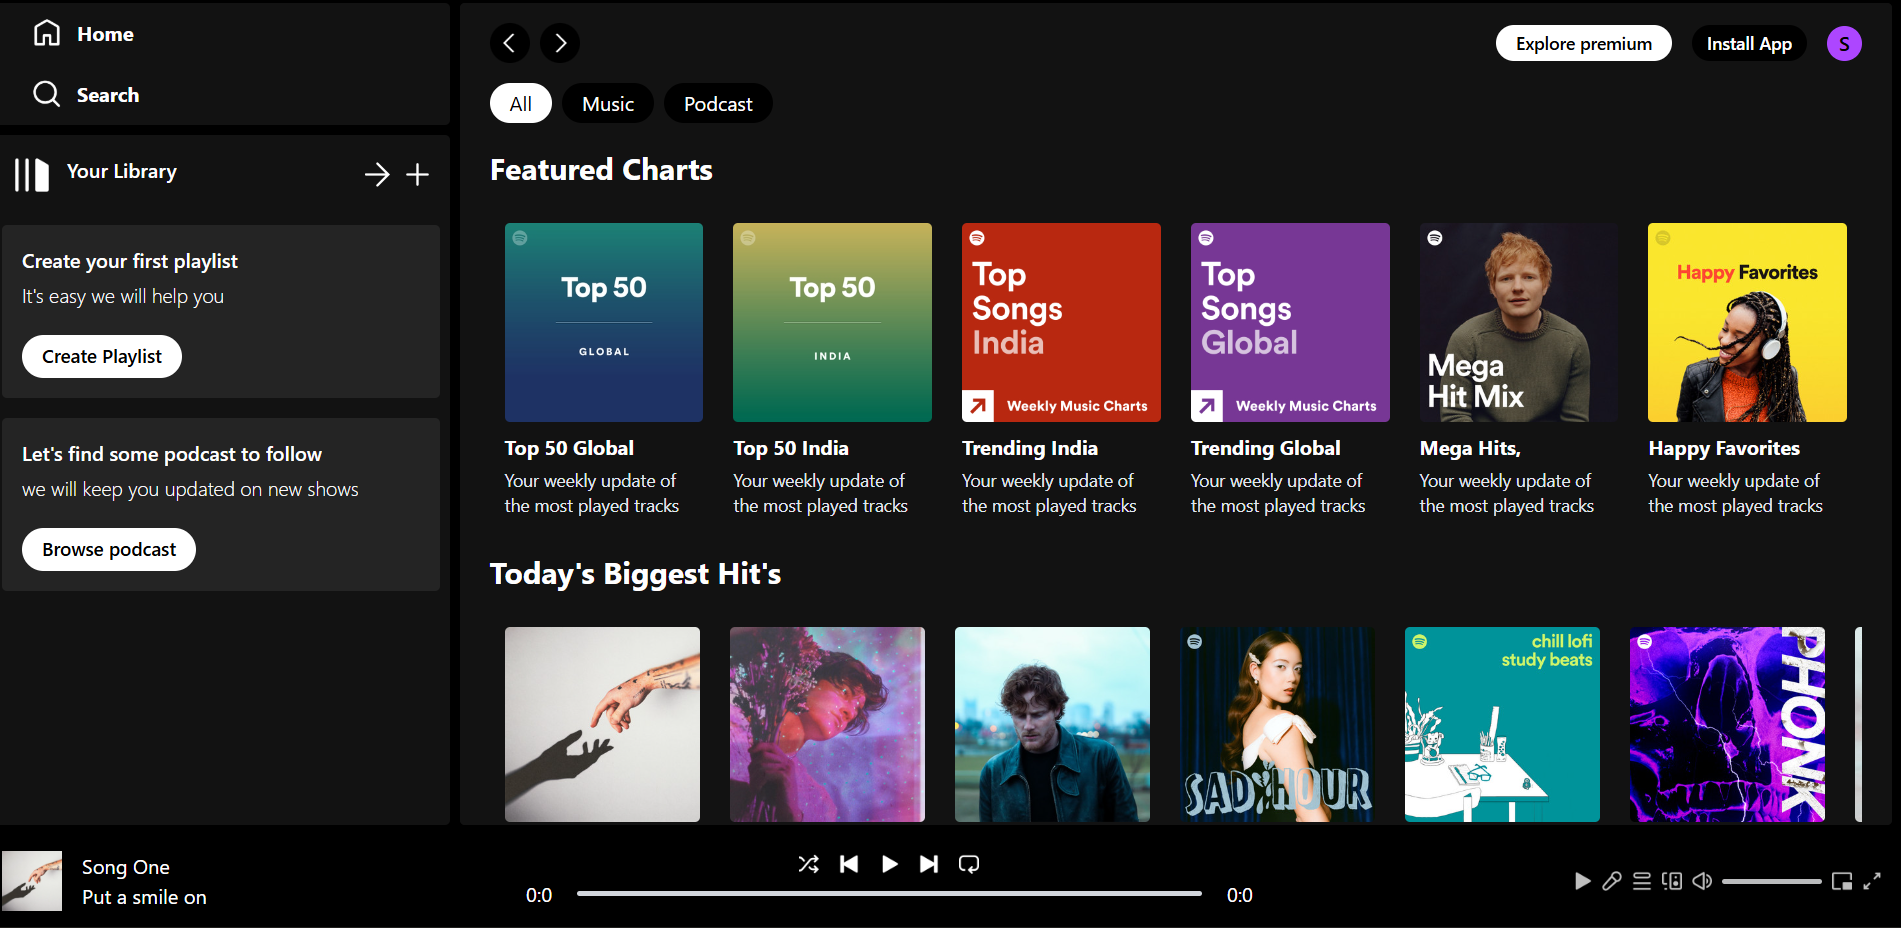 Home
Search
Your Library
Create your first playlist
It's easy we will help you
Create Playlist
Let's find some podcast to follow
we will keep you updated on new shows
Browse podcast
Explore premium
Install App
S
All
Music
Podcast
Featured Charts
Top 50
GLOBAL
Top 50 Global
Your weekly update of
the most played tracks
Top 50
INDIA
Top 50 India
Your weekly update of
the most played tracks
Top
Songs
India
Weekly Music Charts
Trending India
Your weekly update of
the most played tracks
Top
Songs
Global
Weekly Music Charts
Trending Global
Your weekly update of
the most played tracks
Mega
Hit Mix
Mega Hits,
Your weekly update of
the most played tracks
Happy Favorites
Happy Favorites
Your weekly update of
the most played tracks
Today's Biggest Hit's
SAD HOUR
chill lofi
study beats
PHONK
Song One
Put a smile on
0:0
0:0